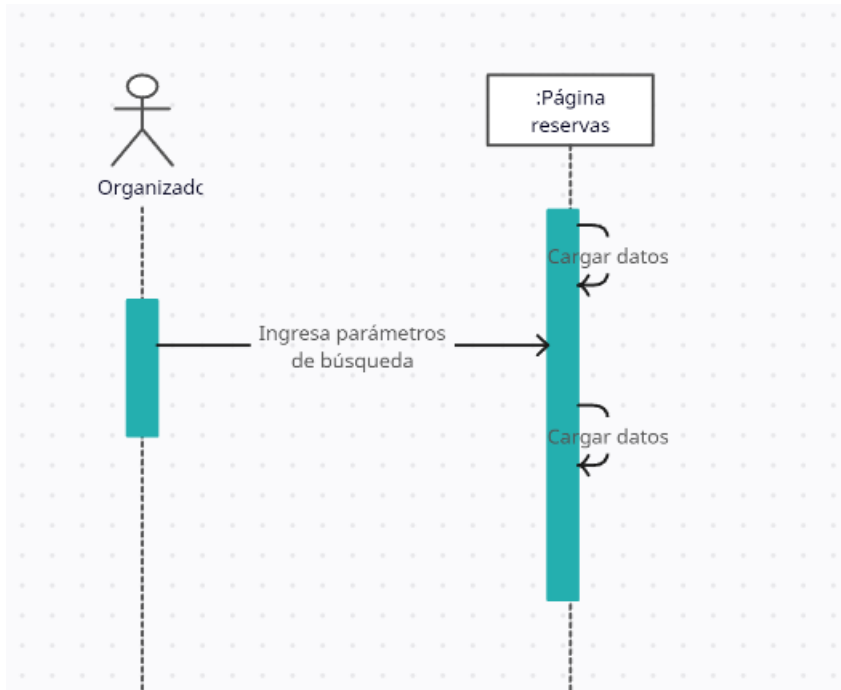 :Página
reservas
Organizadc
Cargar datos
Ingresa parámetros
de búsqueda
Cargar datos